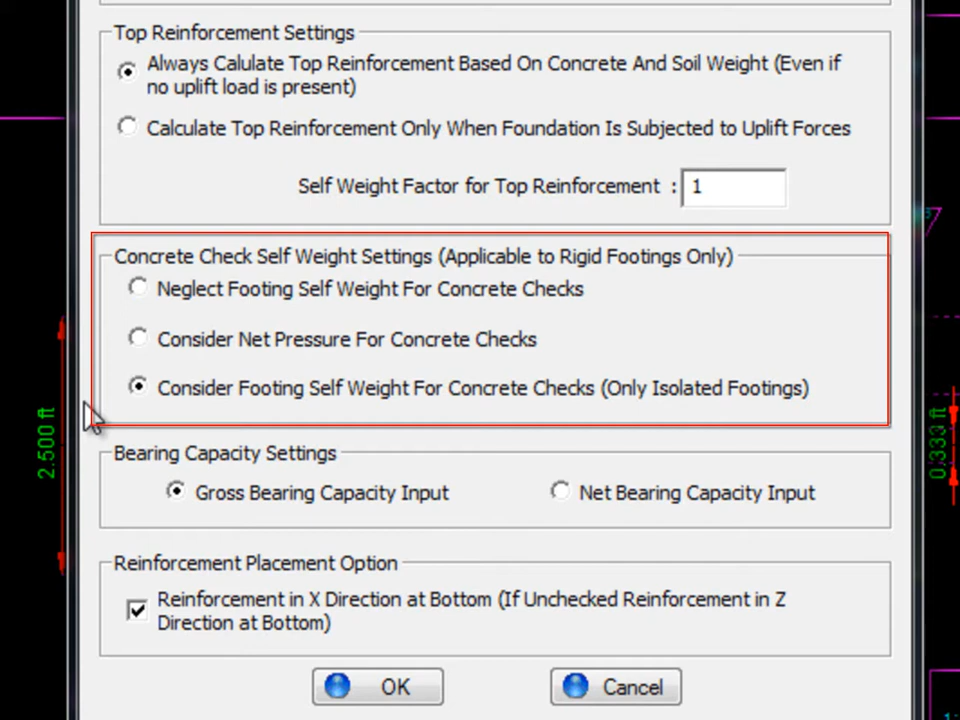 Top Reinforcement Settings
Always Calulate Top Reinforcement Based On Concrete And Soil Weight (Even if
no uplift load is present)
Calculate Top Reinforcement Only When Foundation Is Subjected to Uplift Forces
Self Weight Factor for Top Reinforcement : 1
Concrete Check Self Weight Settings (Applicable to Rigid Footings Only)
Neglect Footing Self Weight For Concrete Checks
Consider Net Pressure For Concrete Checks
Consider Footing Self Weight For Concrete Checks (Only Isolated Footings)
2.500 ft
0.333 ft
Bearing Capacity Settings
Gross Bearing Capacity Input
Net Bearing Capacity Input
Reinforcement Placement Option
Reinforcement in X Direction at Bottom (If Unchecked Reinforcement in Z
Direction at Bottom)
OK
Cancel